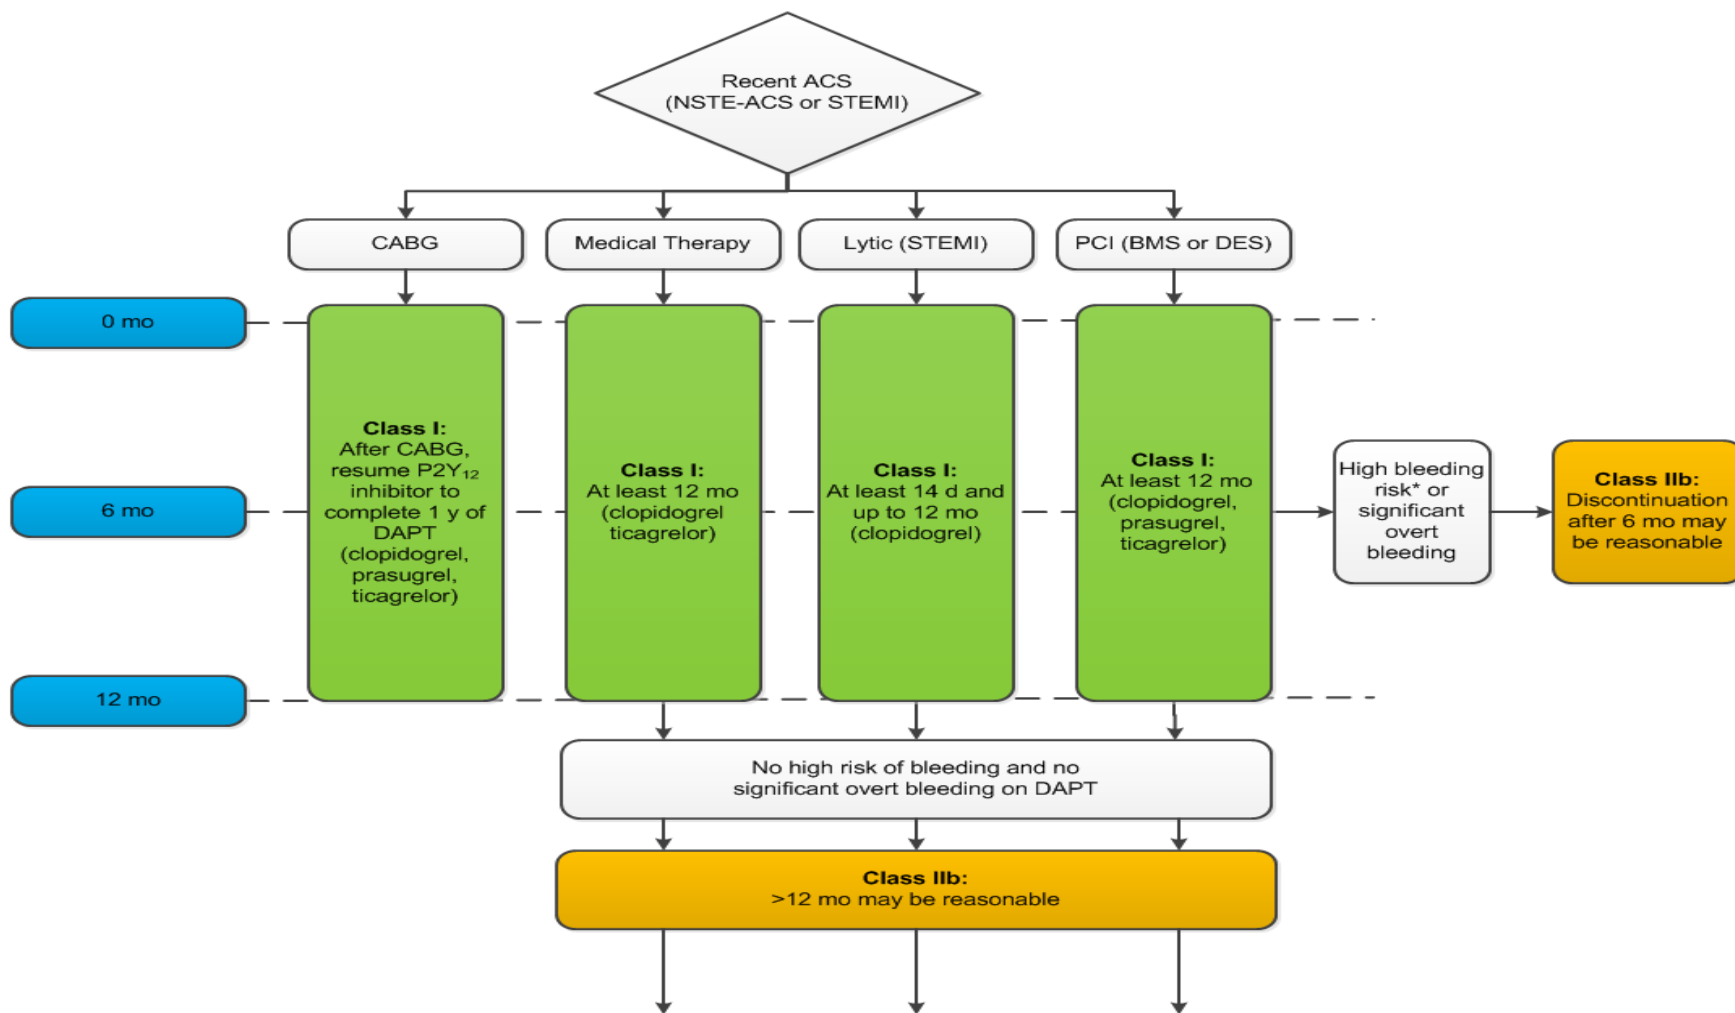 Recent ACS
(NSTE-ACS or STEMI)
CABG
Medical Therapy
Lytic (STEMI)
PCI (BMS or DES)
0 mo
6 mo
12 mo
Class I:
After CABG,
resume P2Y₁₂
inhibitor to
complete 1 y of
DAPT
(clopidogrel,
prasugrel,
ticagrelor)
Class I:
At least 12 mo
(clopidogrel
ticagrelor)
Class I:
At least 14 d and
up to 12 mo
(clopidogrel)
Class I:
At least 12 mo
(clopidogrel,
prasugrel,
ticagrelor)
High bleeding
risk* or
significant
overt
bleeding
Class IIb:
Discontinuation
after 6 mo may
be reasonable
No high risk of bleeding and no
significant overt bleeding on DAPT
Class IIb:
>12 mo may be reasonable